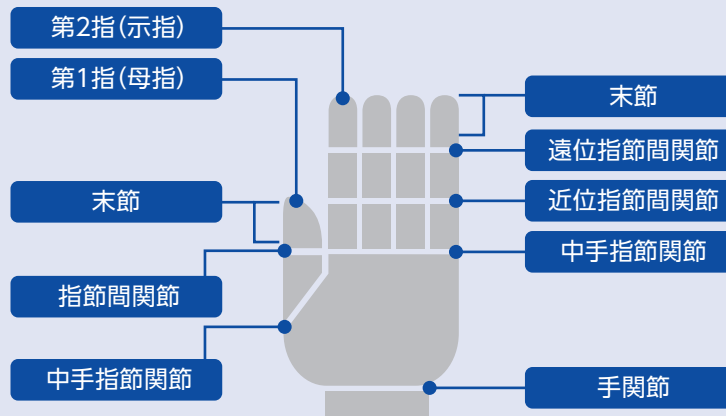 第2指(示指)
第1指(母指)
末節
指節間関節
中手指節関節
末節
遠位指節間関節
近位指節間関節
中手指節関節
手関節